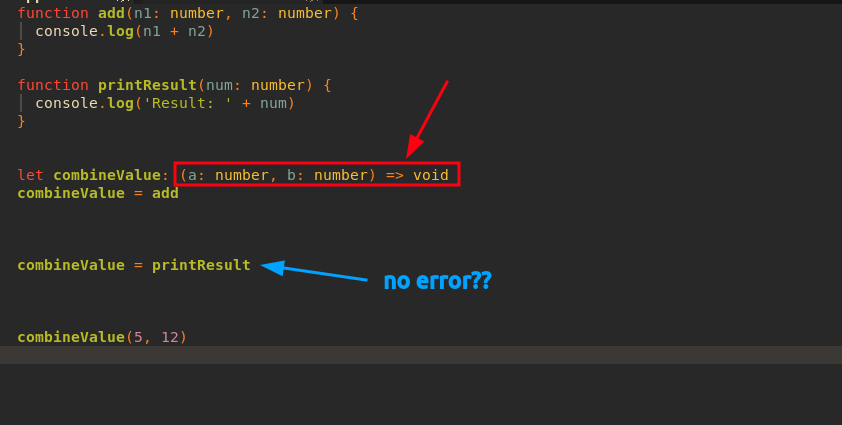 function add(n1: number, n2: number) {
console.log(n1 + n2)
}
function printResult(num: number) {
console.log('Result: ' + num)
}
let combineValue: (a: number, b: number) => void
combineValue = add
combineValue = printResult
no error??
combineValue(5, 12)